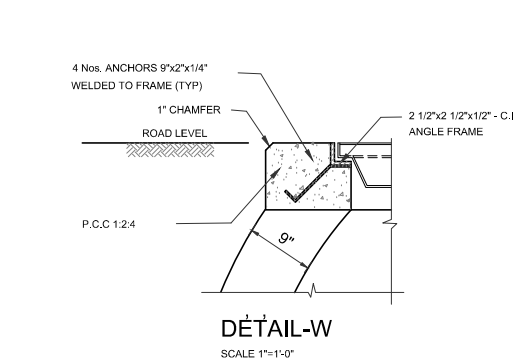 4 Nos. ANCHORS 9"x2"x1/4"
WELDED TO FRAME (TYP)
1" CHAMFER
ROAD LEVEL
2 1/2"x2 1/2"x1/2" - C.I
ANGLE FRAME
P.C.C 1:2:4
9"
DETAIL-W
SCALE 1"=1'-0"